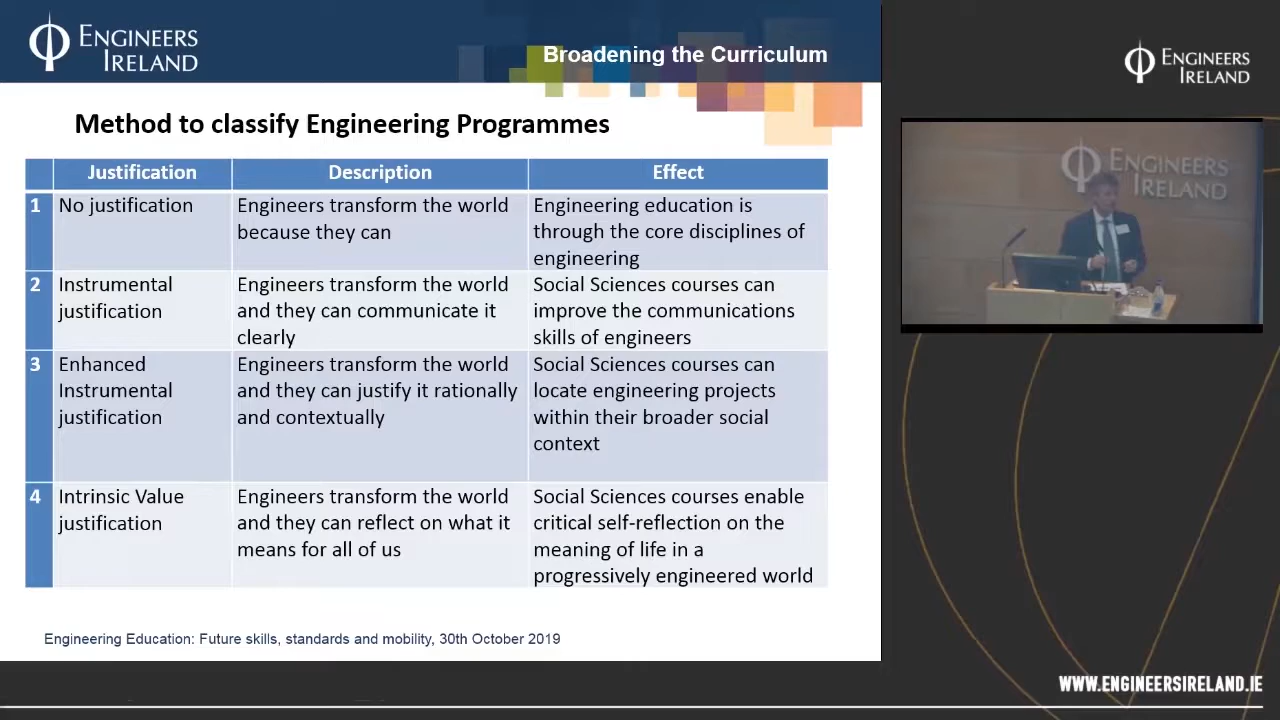 ENGINEERS
IRELAND
Broadening the Curriculum
Method to classify Engineering Programmes
Justification Description Effect
1 No justification
Engineers transform the world
because they can
Engineering education is
through the core disciplines of
engineering
2 Instrumental
justification
Engineers transform the world
and they can communicate it
clearly
Social Sciences courses can
improve the communications
skills of engineers
3 Enhanced
Instrumental
justification
Engineers transform the world
and they can justify it rationally
and contextually
Social Sciences courses can
locate engineering projects
within their broader social
context
4 Intrinsic Value
justification
Engineers transform the world
and they can reflect on what it
means for all of us
Social Sciences courses enable
critical self-reflection on the
meaning of life in a
progressively engineered world
Engineering Education: Future skills, standards and mobility, 30th October 2019
ENGINEERS
IRELAND
ENGINEERS
IRELAND
WWW.ENGINEERSIRELAND.IE